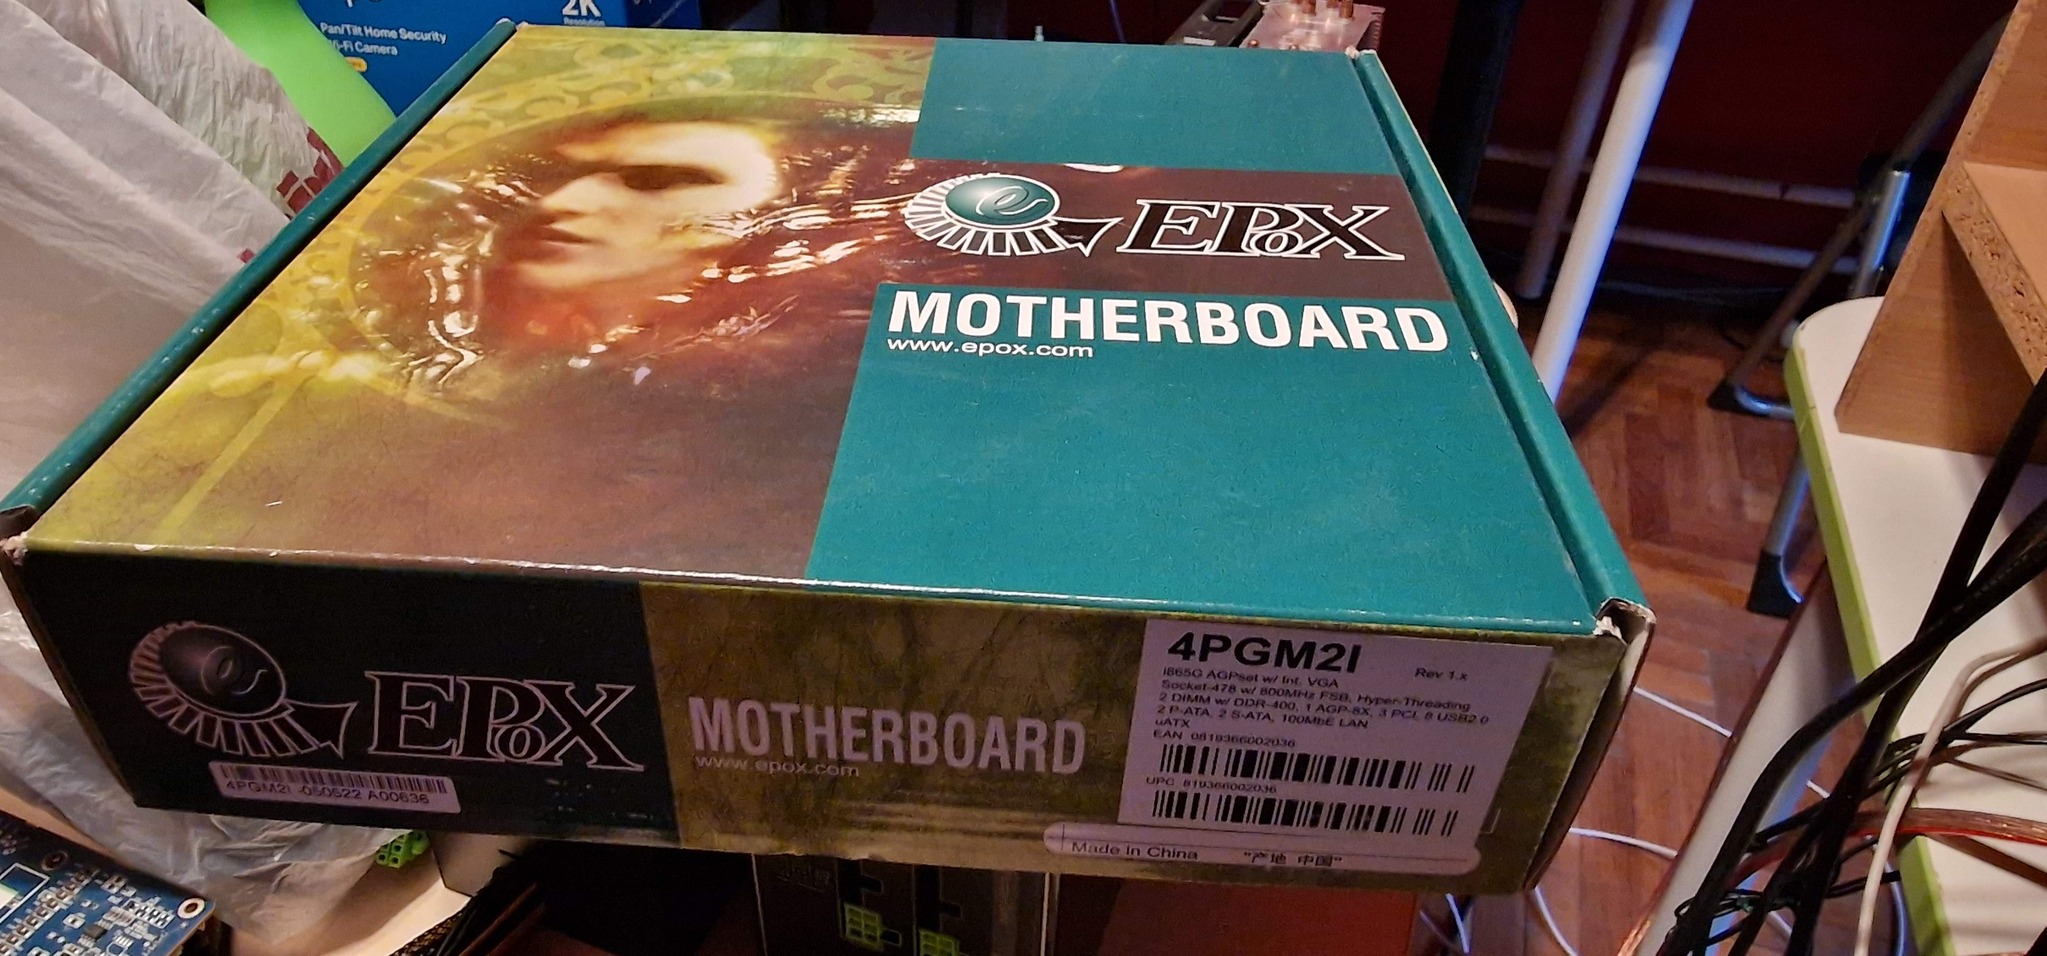 2K
Resolution
Pan/Tilt Home Security
Wi-Fi Camera
e
EPoX
MOTHERBOARD
www.epox.com
e
EPoX
4PGM2I -050522 A00636
MOTHERBOARD
www.epox.com
4PGM2I
Rev 1.x
i865G AGPset w/ Int. VGA
Socket-478 w/ 800MHz FSB, Hyper-Threading
2 DIMM w/ DDR-400, 1 AGP-8X, 3 PCI, 8 USB2.0
2 P-ATA, 2 S-ATA, 100MbE LAN
uATX
EAN 0819366002036
UPC 819366002036
Made in China "产地 中国"